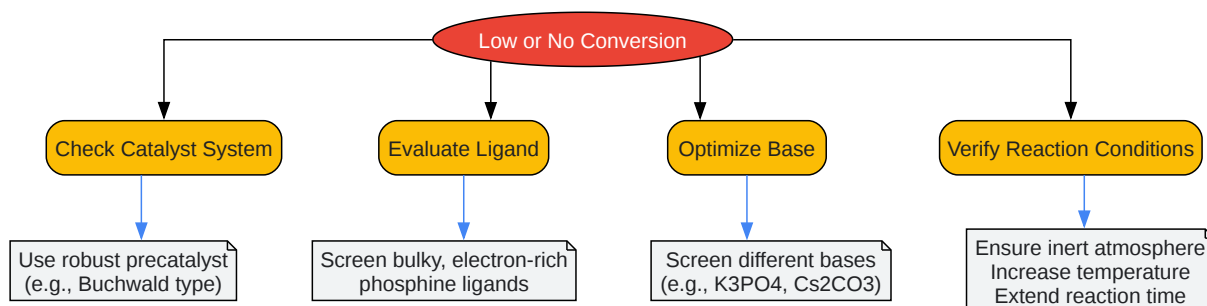 Low or No Conversion
Check Catalyst System
Evaluate Ligand
Optimize Base
Verify Reaction Conditions
Use robust precatalyst
(e.g., Buchwald type)
Screen bulky, electron-rich
phosphine ligands
Screen different bases
(e.g., K3PO4, Cs2CO3)
Ensure inert atmosphere
Increase temperature
Extend reaction time